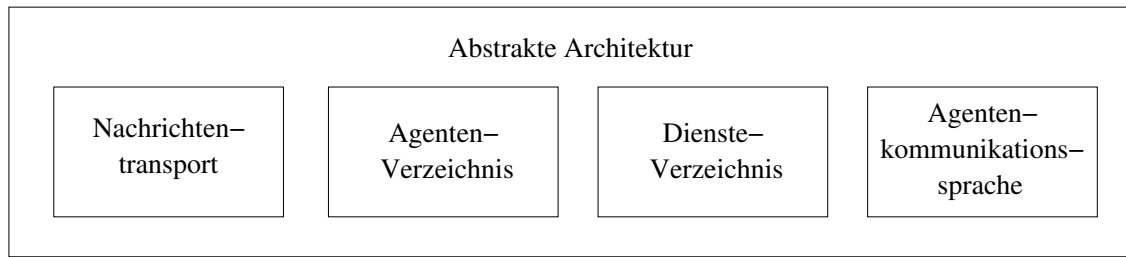 Abstrakte Architektur
Nachrichten−
transport
Agenten−
Verzeichnis
Dienste−
Verzeichnis
Agenten−
kommunikations−
sprache